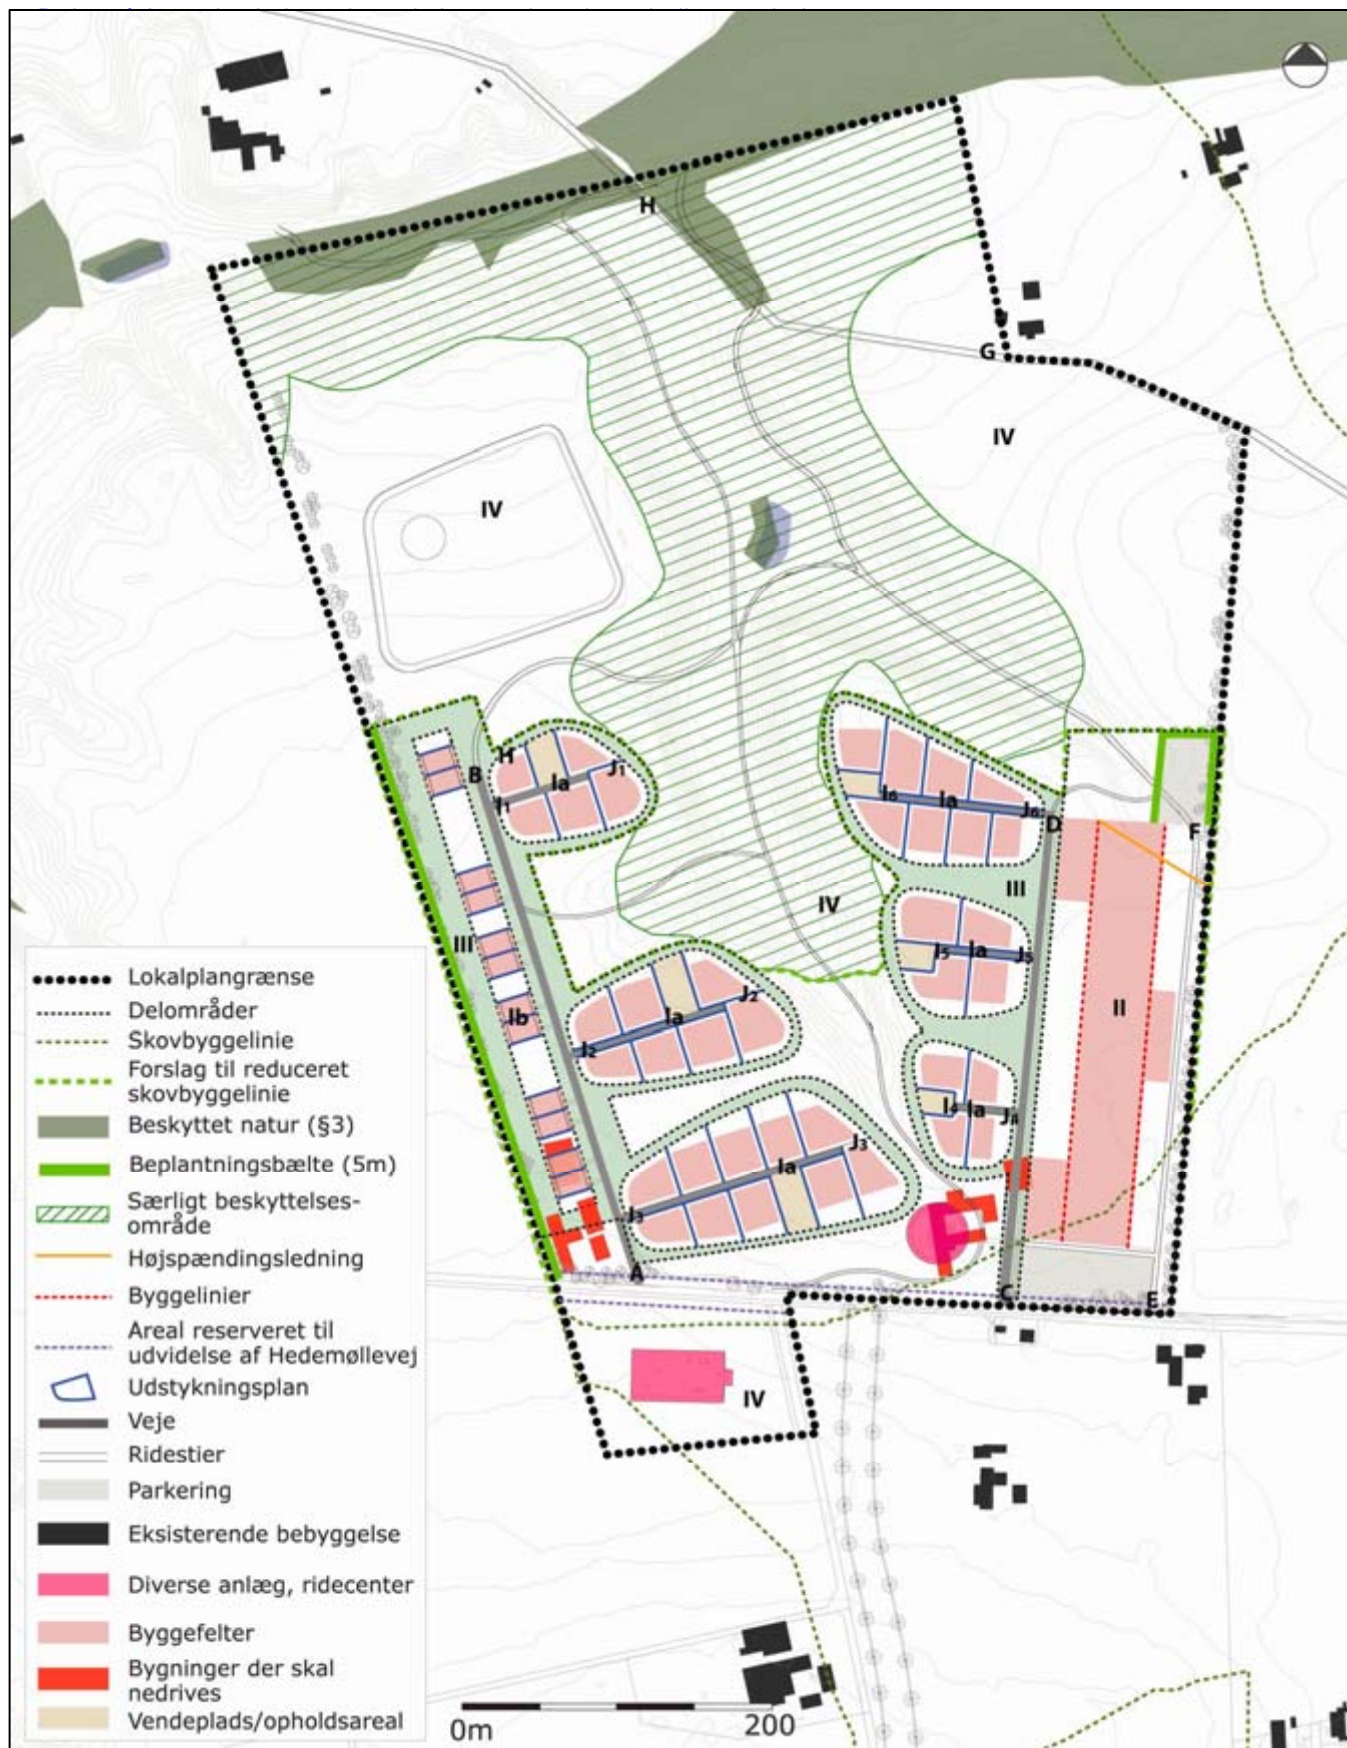 H
G
IV
IV
H
B
Ia
J1
I1
I6
Ia
J6
D
F
III
IV
III
J5
Ia
J5
II
Ib
Ia
J2
J2
Ia
J4
Ia
J3
J3
A
C
E
IV
Lokalplangrænse
Delområder
Skovbyggelinie
Forslag til reduceret
skovbyggelinie
Beskyttet natur (§3)
Beplantningsbælte (5m)
Særligt beskyttelses-
område
Højspændingsledning
Byggelinier
Areal reserveret til
udvidelse af Hedemøllevej
Udstykningsplan
Veje
Ridestier
Parkering
Eksisterende bebyggelse
Diverse anlæg, ridecenter
Byggefelter
Bygninger der skal
nedrives
Vendeplads/opholdsareal
0m 200